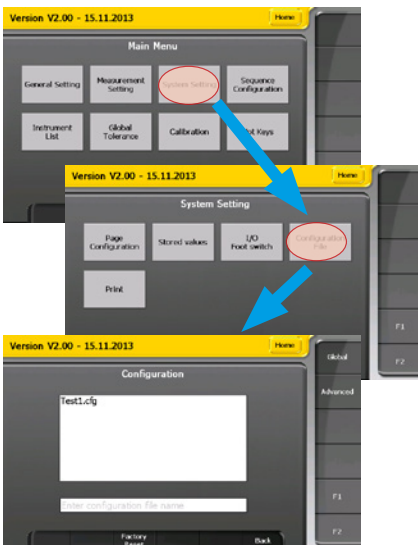 Version V2.00 - 15.11.2013
Home
Main Menu
General Setting
Measurement
Setting
System Setting
Sequence
Configuration
Instrument
List
Global
Tolerance
Calibration
Version V2.00 - 15.11.2013
Home
System Setting
Page
Configuration
Stored values
I/O
Foot switch
Configuration
File
Print
F1
F2
Version V2.00 - 15.11.2013
Home
Global
Configuration
Advanced
Test1.cfg
Enter configuration file name
F1
Factory
Reset
Back
F2